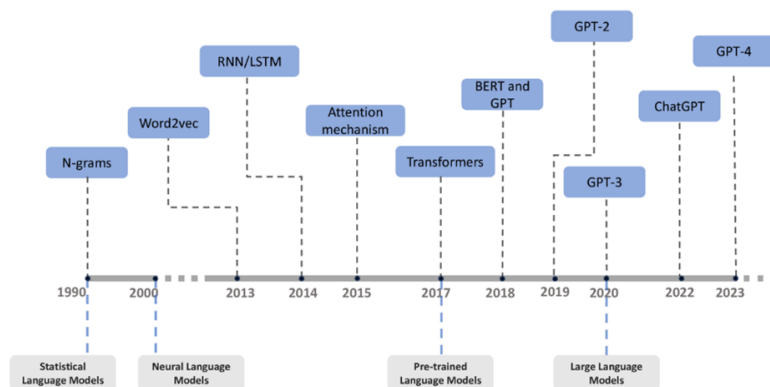 GPT-2
GPT-4
RNN/LSTM
BERT and
GPT
ChatGPT
Word2vec
Attention
mechanism
N-grams
Transformers
GPT-3
1990
2000
2013
2014
2015
2017
2018
2019
2020
2022
2023
Statistical
Language Models
Neural Language
Models
Pre-trained
Language Models
Large Language
Models